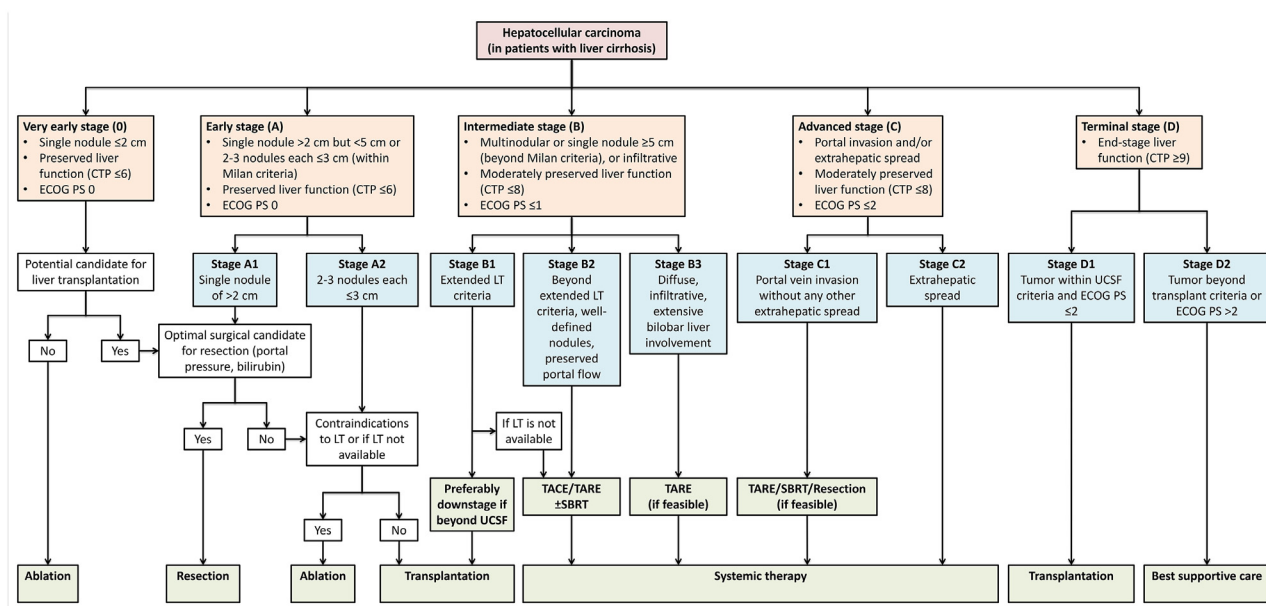 Hepatocellular carcinoma
(in patients with liver cirrhosis)
Very early stage (0)
• Single nodule ≤2 cm
• Preserved liver
function (CTP ≤6)
• ECOG PS 0
Early stage (A)
• Single nodule >2 cm but <5 cm or
2-3 nodules each ≤3 cm (within
Milan criteria)
• Preserved liver function (CTP ≤6)
• ECOG PS 0
Intermediate stage (B)
• Multinodular or single nodule ≥5 cm
(beyond Milan criteria), or infiltrative
• Moderately preserved liver function
(CTP ≤8)
• ECOG PS ≤1
Advanced stage (C)
• Portal invasion and/or
extrahepatic spread
• Moderately preserved
liver function (CTP ≤8)
• ECOG PS ≤2
Terminal stage (D)
• End-stage liver
function (CTP ≥9)
Potential candidate for
liver transplantation
Stage A1
Single nodule
of >2 cm
Stage A2
2-3 nodules each
≤3 cm
Stage B1
Extended LT
criteria
Stage B2
Beyond
extended LT
criteria, well-
defined
nodules,
preserved
portal flow
Stage B3
Diffuse,
infiltrative,
extensive
bilobar liver
involvement
Stage C1
Portal vein invasion
without any other
extrahepatic spread
Stage C2
Extrahepatic
spread
Stage D1
Tumor within UCSF
criteria and ECOG PS
≤2
Stage D2
Tumor beyond
transplant criteria or
ECOG PS >2
No
Yes
Optimal surgical candidate
for resection (portal
pressure, bilirubin)
Yes
No
Contraindications
to LT or if LT not
available
If LT is not
available
Preferably
downstage if
beyond UCSF
TACE/TARE
±SBRT
TARE
(if feasible)
TARE/SBRT/Resection
(if feasible)
Yes
No
Ablation
Resection
Ablation
Transplantation
Systemic therapy
Transplantation
Best supportive care